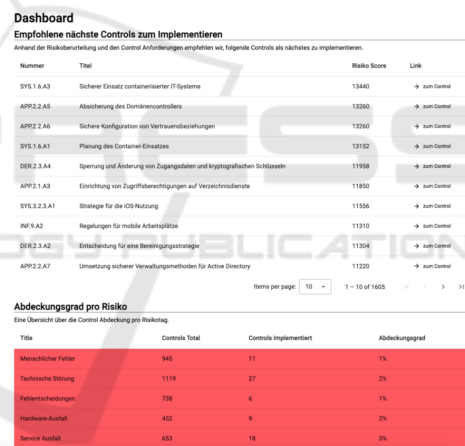 Dashboard
Empfohlene nächste Controls zum Implementieren
Anhand der Risikoberurteilung und den Control Anforderungen empfehlen wir, folgende Controls als nächstes zu implementieren.
Nummer Titel Risiko Score Link
SYS.1.6.A3 Sicherer Einsatz containerisierter IT-Systeme 13440 → zum Control
APP.2.2.A5 Absicherung des Domänencontrollers 13260 → zum Control
APP.2.2.A6 Sichere Konfiguration von Vertrauensbeziehungen 13260 → zum Control
SYS.1.6.A1 Planung des Container-Einsatzes 13152 → zum Control
DER.2.3.A4 Sperrung und Änderung von Zugangsdaten und kryptografischen Schlüsseln 11958 → zum Control
APP.2.1.A3 Einrichtung von Zugriffsberechtigungen auf Verzeichnisdienste 11850 → zum Control
SYS.3.2.3.A1 Strategie für die iOS-Nutzung 11556 → zum Control
INF.9.A2 Regelungen für mobile Arbeitsplätze 11310 → zum Control
DER.2.3.A2 Entscheidung für eine Bereinigungsstrategie 11304 → zum Control
APP.2.2.A7 Umsetzung sicherer Verwaltungsmethoden für Active Directory 11220 → zum Control
Items per page: 10 1 – 10 of 1605
Abdeckungsgrad pro Risiko
Eine Übersicht über die Control Abdeckung pro Risikotag.
Title Controls Total Controls Implementiert Abdeckungsgrad
Menschlicher Fehler 945 11 1%
Technische Störung 1119 27 2%
Fehlentscheidungen 738 6 1%
Hardware-Ausfall 452 9 2%
Service Ausfall 653 18 3%